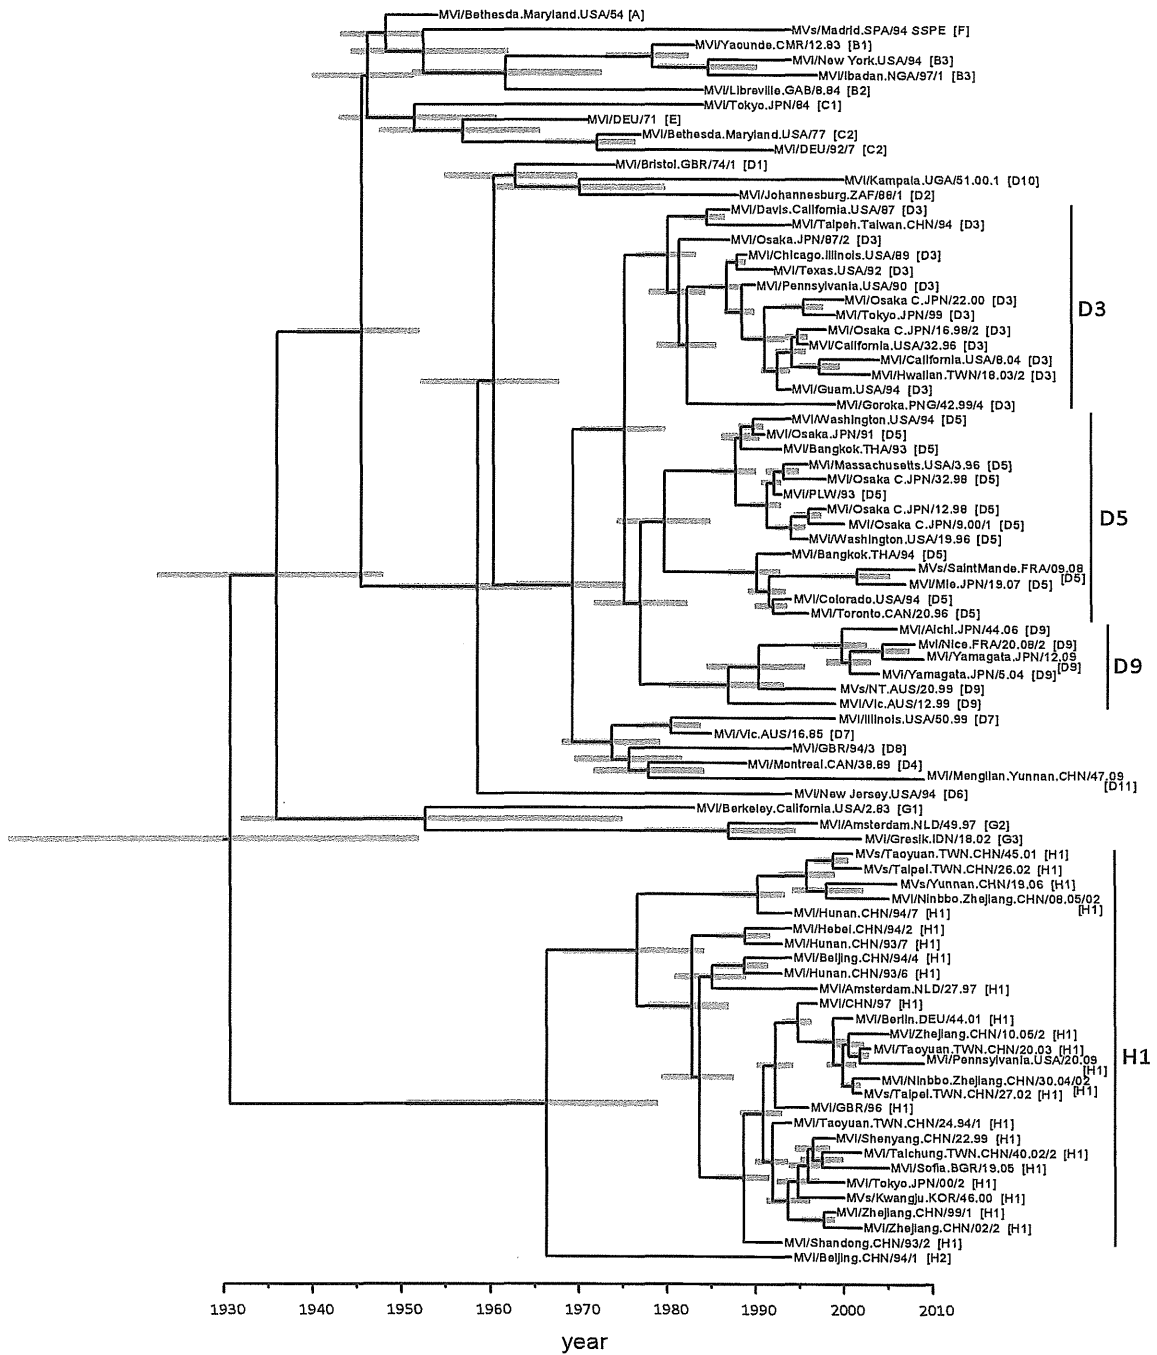 MVi/Bethesda.Maryland.USA/54 [A]
MVs/Madrid.SPA/94 SSPE [F]
MVi/Yaounde.CMR/12.83 [B1]
MVi/New York.USA/94 [B3]
MVi/Ibadan.NGA/97/1 [B3]
MVi/Libreville.GAB/8.84 [B2]
MVi/Tokyo.JPN/84 [C1]
MVi/DEU/71 [E]
MVi/Bethesda.Maryland.USA/77 [C2]
MVi/DEU/92/7 [C2]
MVi/Bristol.GBR/74/1 [D1]
MVi/Kampala.UGA/51.00.1 [D10]
MVi/Johannesburg.ZAF/88/1 [D2]
MVi/Davis.California.USA/87 [D3]
MVi/Taipeh.Taiwan.CHN/94 [D3]
MVi/Osaka.JPN/87/2 [D3]
MVi/Chicago.Illinois.USA/89 [D3]
MVi/Texas.USA/92 [D3]
MVi/Pennsylvania.USA/90 [D3]
MVi/Osaka C.JPN/22.00 [D3]
D3
MVi/Tokyo.JPN/99 [D3]
MVi/Osaka C.JPN/16.98/2 [D3]
MVi/California.USA/32.96 [D3]
MVi/California.USA/8.04 [D3]
MVi/Hwalian.TWN/18.03/2 [D3]
MVi/Guam.USA/94 [D3]
MVi/Goroka.PNG/42.99/4 [D3]
MVi/Washington.USA/94 [D5]
MVi/Osaka.JPN/91 [D5]
MVi/Bangkok.THA/93 [D5]
MVi/Massachusetts.USA/3.96 [D5]
MVi/Osaka C.JPN/32.98 [D5]
MVi/PLW/93 [D5]
MVi/Osaka C.JPN/12.98 [D5]
D5
MVi/Osaka C.JPN/9.00/1 [D5]
MVi/Washington.USA/19.96 [D5]
MVi/Bangkok.THA/94 [D5]
MVs/SaintMande.FRA/09.08
[D5]
MVi/Mie.JPN/19.07 [D5]
MVi/Colorado.USA/94 [D5]
MVi/Toronto.CAN/20.96 [D5]
MVi/Aichi.JPN/44.06 [D9]
MVi/Nice.FRA/20.08/2 [D9]
MVi/Yamagata.JPN/12.09
[D9]
D9
MVi/Yamagata.JPN/5.04 [D9]
MVs/NT.AUS/20.99 [D9]
MVi/Vic.AUS/12.99 [D9]
MVi/Illinois.USA/50.99 [D7]
MVi/Vic.AUS/16.85 [D7]
MVi/GBR/94/3 [D8]
MVi/Montreal.CAN/38.89 [D4]
MVi/Menglian.Yunnan.CHN/47.09
[D11]
MVi/New Jersey.USA/94 [D6]
MVi/Berkeley.California.USA/2.83 [G1]
MVi/Amsterdam.NLD/49.97 [G2]
MVi/Gresik.IDN/18.02 [G3]
MVs/Taoyuan.TWN.CHN/45.01 [H1]
MVs/Taipei.TWN.CHN/26.02 [H1]
MVs/Yunnan.CHN/19.06 [H1]
MVi/Ninbbo.Zhejiang.CHN/08.05/02
[H1]
MVi/Hunan.CHN/94/7 [H1]
MVi/Hebei.CHN/94/2 [H1]
MVi/Hunan.CHN/93/7 [H1]
MVi/Beijing.CHN/94/4 [H1]
MVi/Hunan.CHN/93/6 [H1]
MVi/Amsterdam.NLD/27.97 [H1]
MVi/CHN/97 [H1]
MVi/Berlin.DEU/44.01 [H1]
MVi/Zhejiang.CHN/10.05/2 [H1]
MVi/Taoyuan.TWN.CHN/20.03 [H1]
H1
MVi/Pennsylvania.USA/20.09
[H1]
MVi/Ninbbo.Zhejiang.CHN/30.04/02
[H1]
MVs/Taipei.TWN.CHN/27.02 [H1]
MVi/GBR/96 [H1]
MVi/Taoyuan.TWN.CHN/24.94/1 [H1]
MVi/Shenyang.CHN/22.99 [H1]
MVi/Taichung.TWN.CHN/40.02/2 [H1]
MVi/Sofia.BGR/19.05 [H1]
MVi/Tokyo.JPN/00/2 [H1]
MVs/Kwangju.KOR/46.00 [H1]
MVi/Zhejiang.CHN/99/1 [H1]
MVi/Zhejiang.CHN/02/2 [H1]
MVi/Shandong.CHN/93/2 [H1]
MVi/Beijing.CHN/94/1 [H2]
1930 1940 1950 1960 1970 1980 1990 2000 2010
year